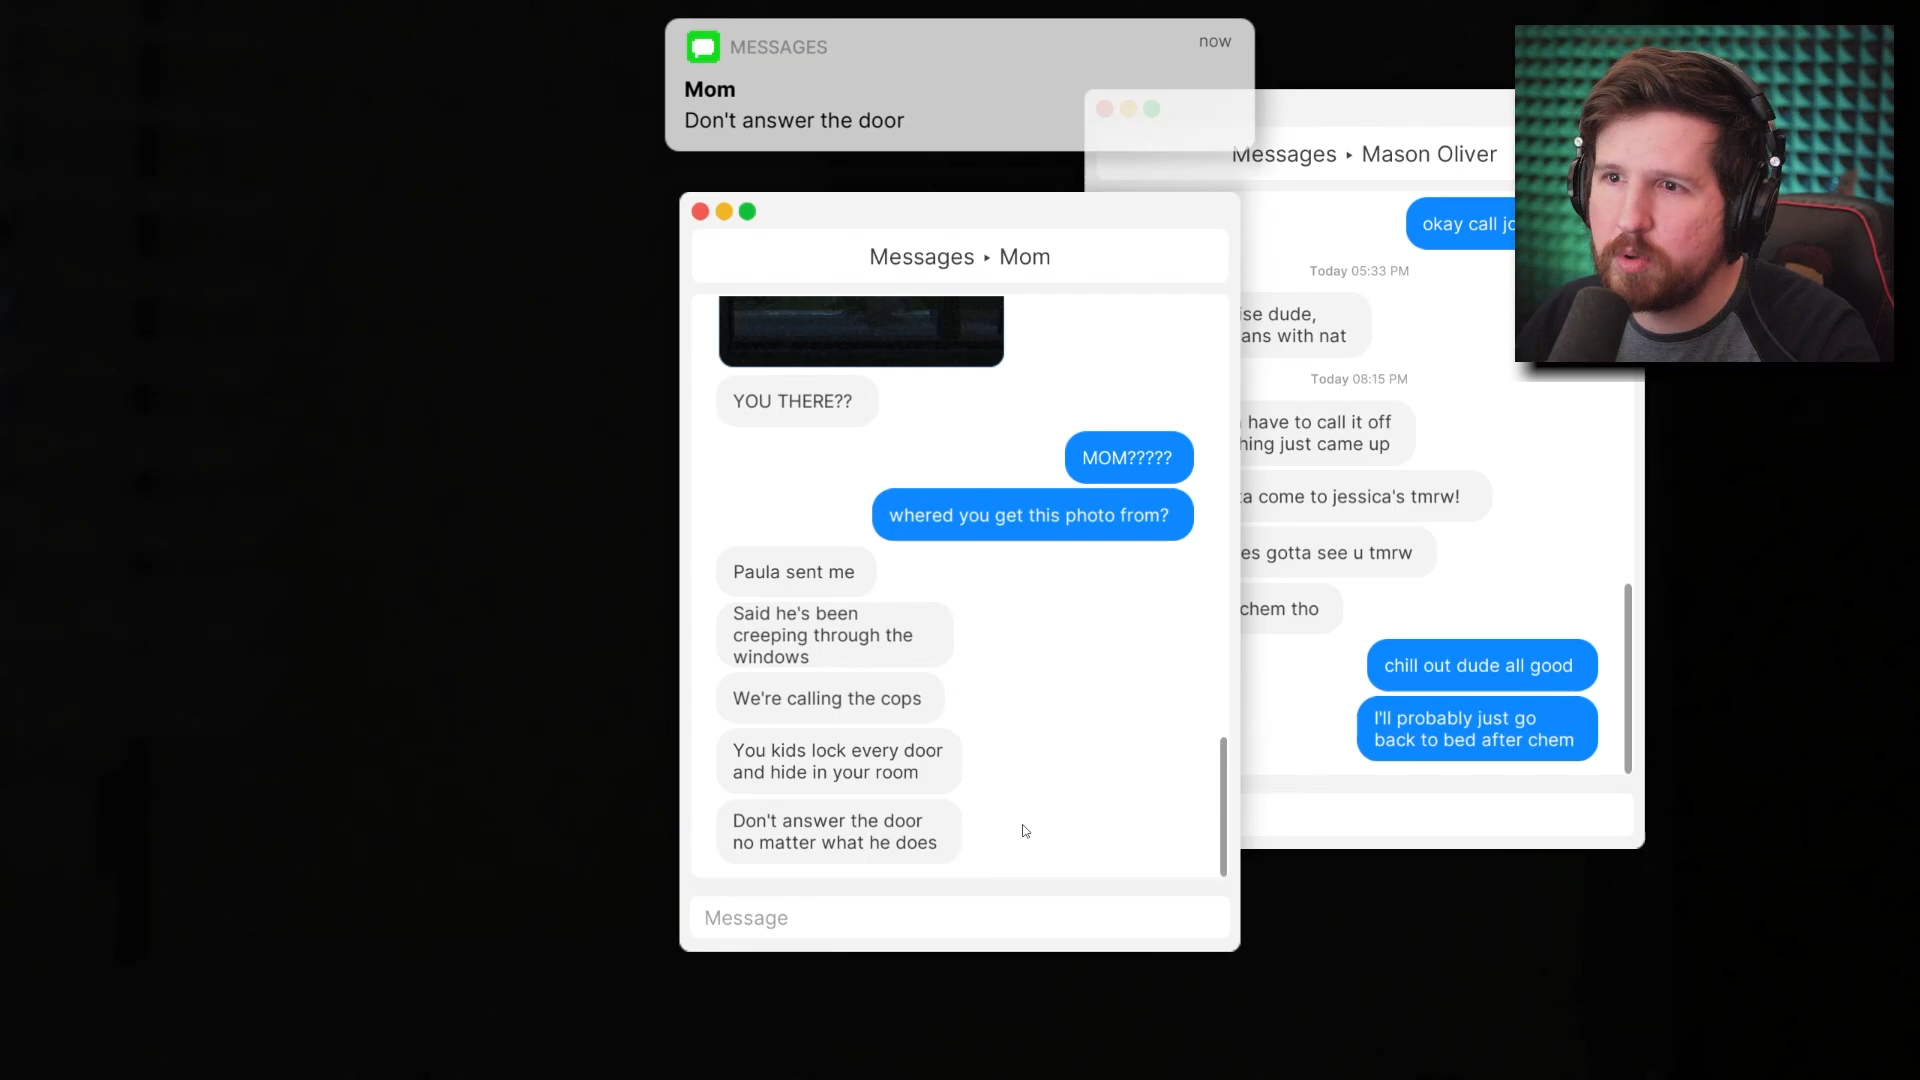 MESSAGES
now
Mom
Don't answer the door
Messages ▸ Mom
YOU THERE??
MOM?????
whered you get this photo from?
Paula sent me
Said he's been
creeping through the
windows
We're calling the cops
You kids lock every door
and hide in your room
Don't answer the door
no matter what he does
Message
Messages ▸ Mason Oliver
okay call
Today 05:33 PM
dude,
with nat
Today 08:15 PM
have to call it off
just came up
come to jessica's tmrw!
gotta see u tmrw
chem tho
chill out dude all good
I'll probably just go
back to bed after chem